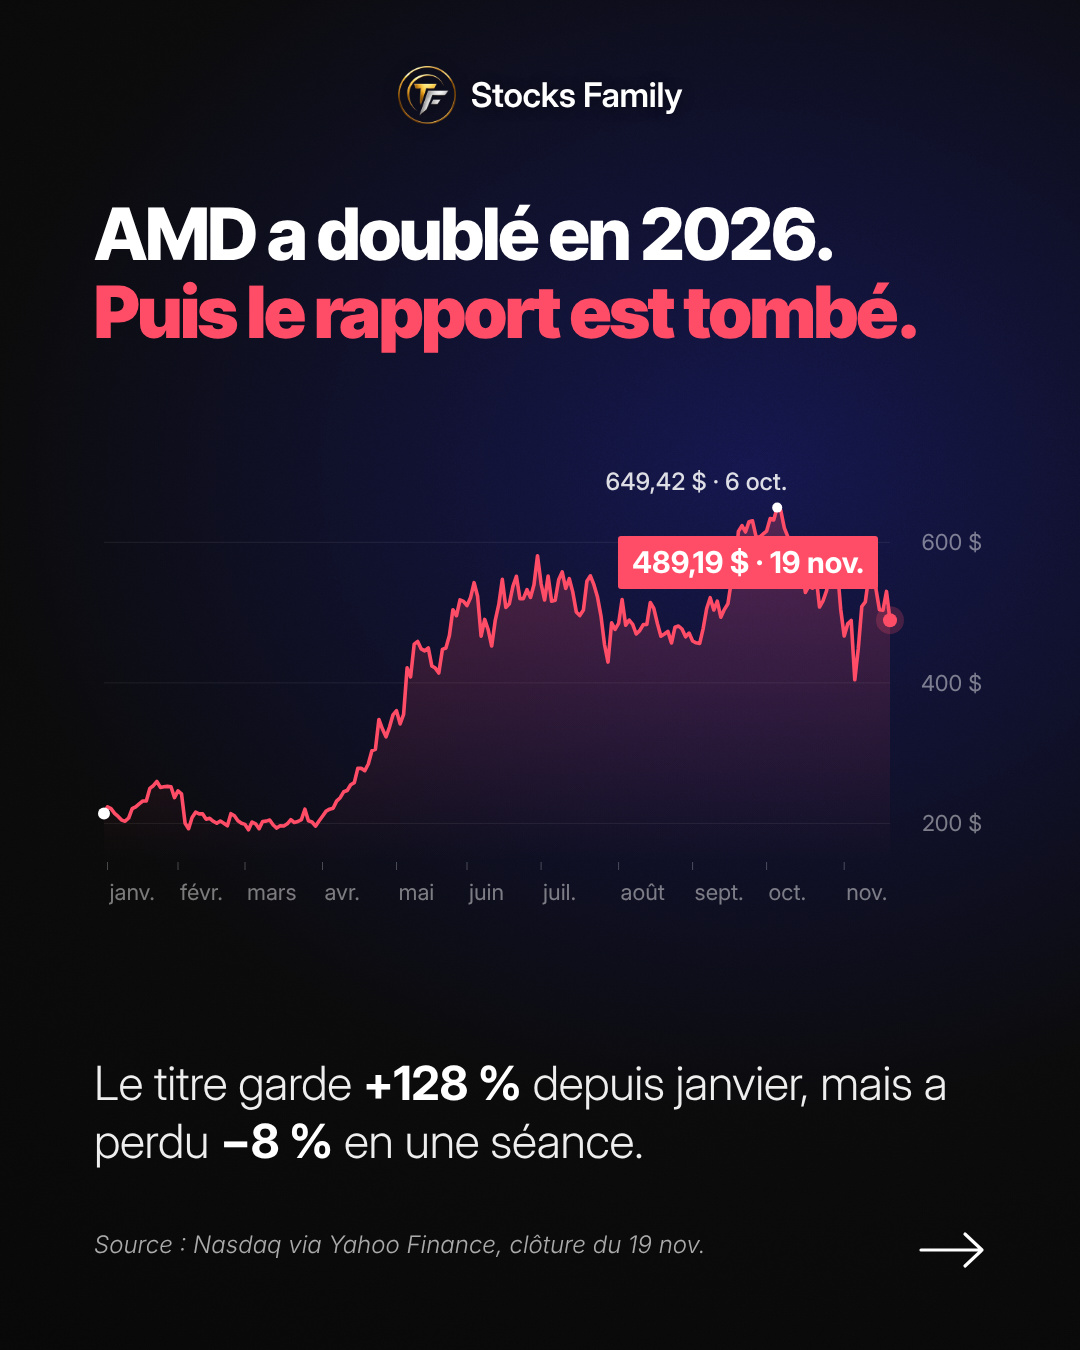 TF Stocks Family
AMD a doublé en 2026.
Puis le rapport est tombé.
649,42 $ · 6 oct.
489,19 $ · 19 nov.
600 $
400 $
200 $
janv. févr. mars avr. mai juin juil. août sept. oct. nov.
Le titre garde +128 % depuis janvier, mais a
perdu −8 % en une séance.
Source : Nasdaq via Yahoo Finance, clôture du 19 nov.